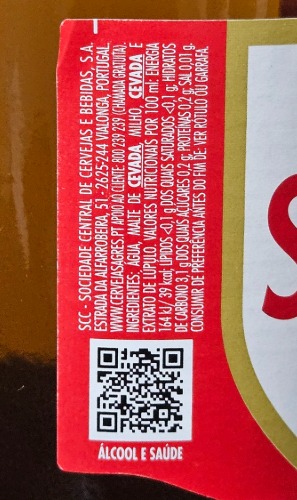 SCC - SOCIEDADE CENTRAL DE CERVEJAS E BEBIDAS, S.A.
ESTRADA DA ALFARROBEIRA, 51 - 2625-244 VIALONGA, PORTUGAL.
WWW.CERVEJASAGRES.PT APOIO AO CLIENTE: 800 239 239 (CHAMADA GRATUITA).
INGREDIENTES: ÁGUA, MALTE DE CEVADA, MILHO, CEVADA E
EXTRATO DE LÚPULO. VALORES NUTRICIONAIS POR 100 ml: ENERGIA
164 kJ/ 39 kcal; LÍPIDOS <0,1 g DOS QUAIS SATURADOS <0,1 g; HIDRATOS
DE CARBONO 3,1 g DOS QUAIS AÇÚCARES 0,2 g; PROTEÍNAS 0,2 g; SAL 0,01 g.
CONSUMO DE PREFERÊNCIA ANTES DO FIM DE: VER RÓTULO OU GARRAFA.
ÁLCOOL E SAÚDE
S